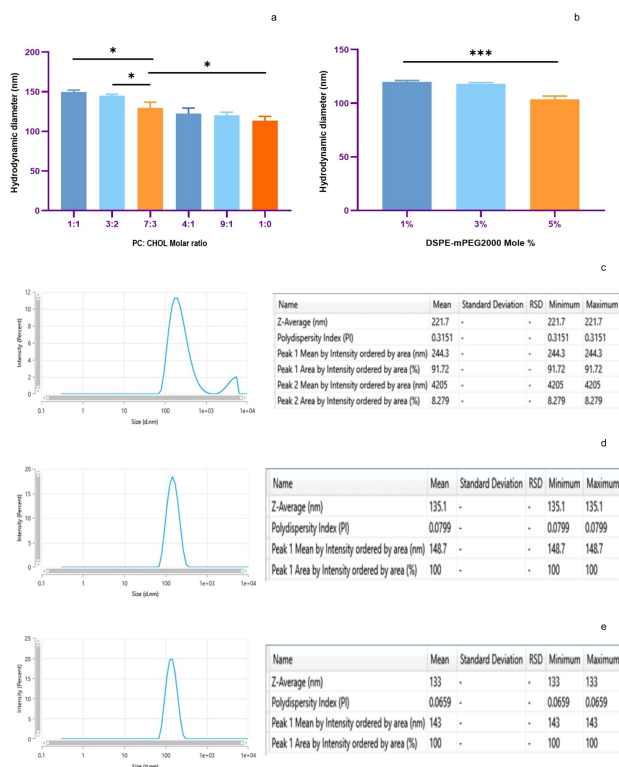 a
Hydrodynamic diameter (nm)
200
150
100
50
0
*
*
*
1:1 3:2 7:3 4:1 9:1 1:0
PC: CHOL Molar ratio
b
Hydrodynamic diameter (nm)
150
100
50
0
***
1% 3% 5%
DSPE-mPEG2000 Mole %
c
Intensity (Percent)
12
10
8
6
4
2
0
0.1 1 10 100 1e+03 1e+04
Size (d.nm)
Name Mean Standard Deviation RSD Minimum Maximum
Z-Average (nm) 221.7 - - 221.7 221.7
Polydispersity Index (PI) 0.3151 - - 0.3151 0.3151
Peak 1 Mean by Intensity ordered by area (nm) 244.3 - - 244.3 244.3
Peak 1 Area by Intensity ordered by area (%) 91.72 - - 91.72 91.72
Peak 2 Mean by Intensity ordered by area (nm) 4205 - - 4205 4205
Peak 2 Area by Intensity ordered by area (%) 8.279 - - 8.279 8.279
d
Intensity (Percent)
20
15
10
5
0
0.1 1 10 100 1e+03 1e+04
Size (d.nm)
Name Mean Standard Deviation RSD Minimum Maximum
Z-Average (nm) 135.1 - - 135.1 135.1
Polydispersity Index (PI) 0.0799 - - 0.0799 0.0799
Peak 1 Mean by Intensity ordered by area (nm) 148.7 - - 148.7 148.7
Peak 1 Area by Intensity ordered by area (%) 100 - - 100 100
e
Intensity (Percent)
25
20
15
10
5
0
0.1 1 10 100 1e+03 1e+04
Size (d.nm)
Name Mean Standard Deviation RSD Minimum Maximum
Z-Average (nm) 133 - - 133 133
Polydispersity Index (PI) 0.0659 - - 0.0659 0.0659
Peak 1 Mean by Intensity ordered by area (nm) 143 - - 143 143
Peak 1 Area by Intensity ordered by area (%) 100 - - 100 100